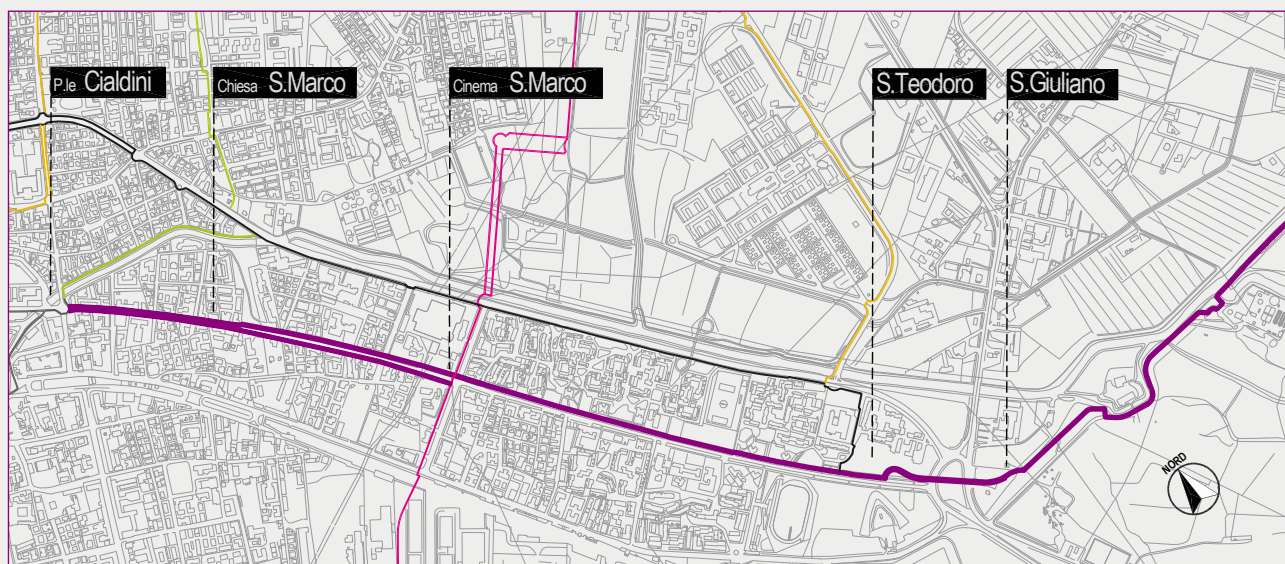 P.le Cialdini
Chiesa S.Marco
Cinema S.Marco
S.Teodoro
S.Giuliano
NORD